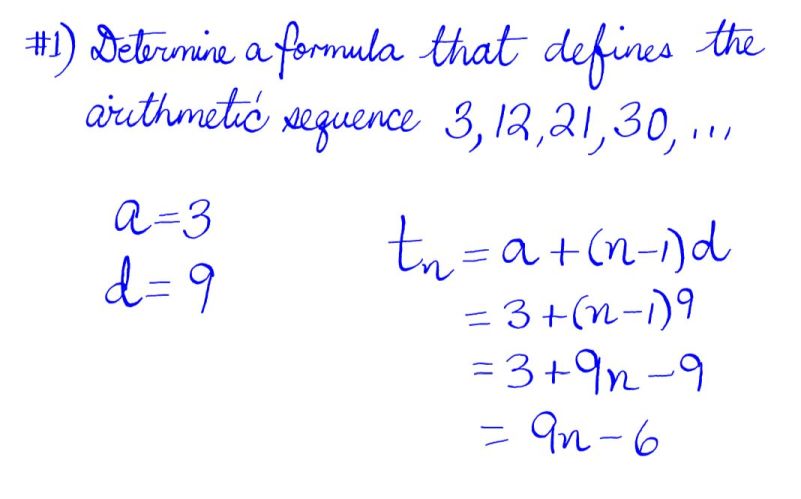 #1) Determine a formula that defines the
arithmetic sequence 3, 12, 21, 30, ...
a = 3
d = 9
tₙ = a + (n-1)d
= 3 + (n-1)9
= 3 + 9n - 9
= 9n - 6